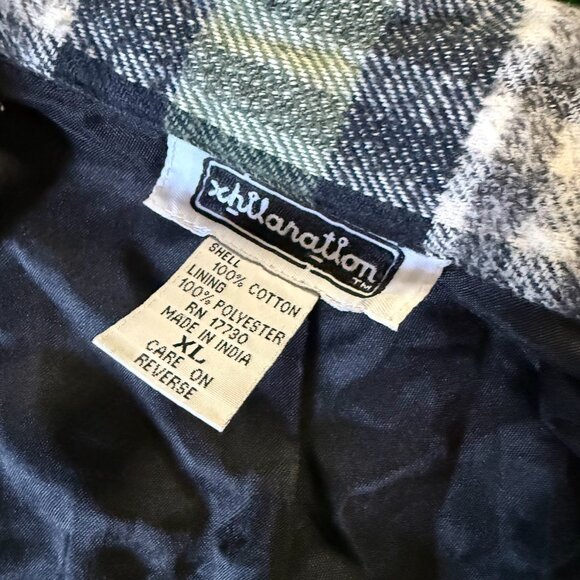 xhilaration
TM
SHELL
100% COTTON
LINING
100% POLYESTER
RN 17730
MADE IN INDIA
XL
CARE ON
REVERSE